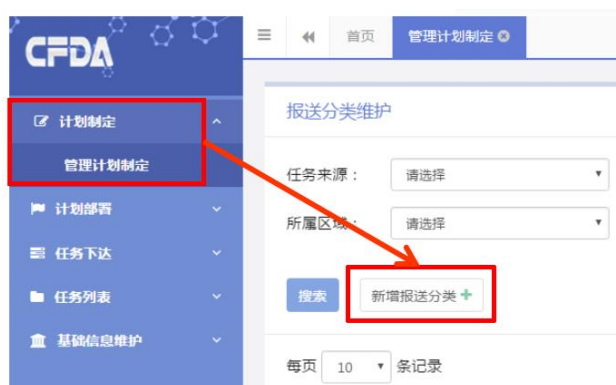 CFDA
首页
管理计划制定
计划制定
管理计划制定
计划部署
任务下达
任务列表
基础信息维护
报送分类维护
任务来源：
请选择
所属区域：
请选择
搜索
新增报送分类 +
每页 10 条记录